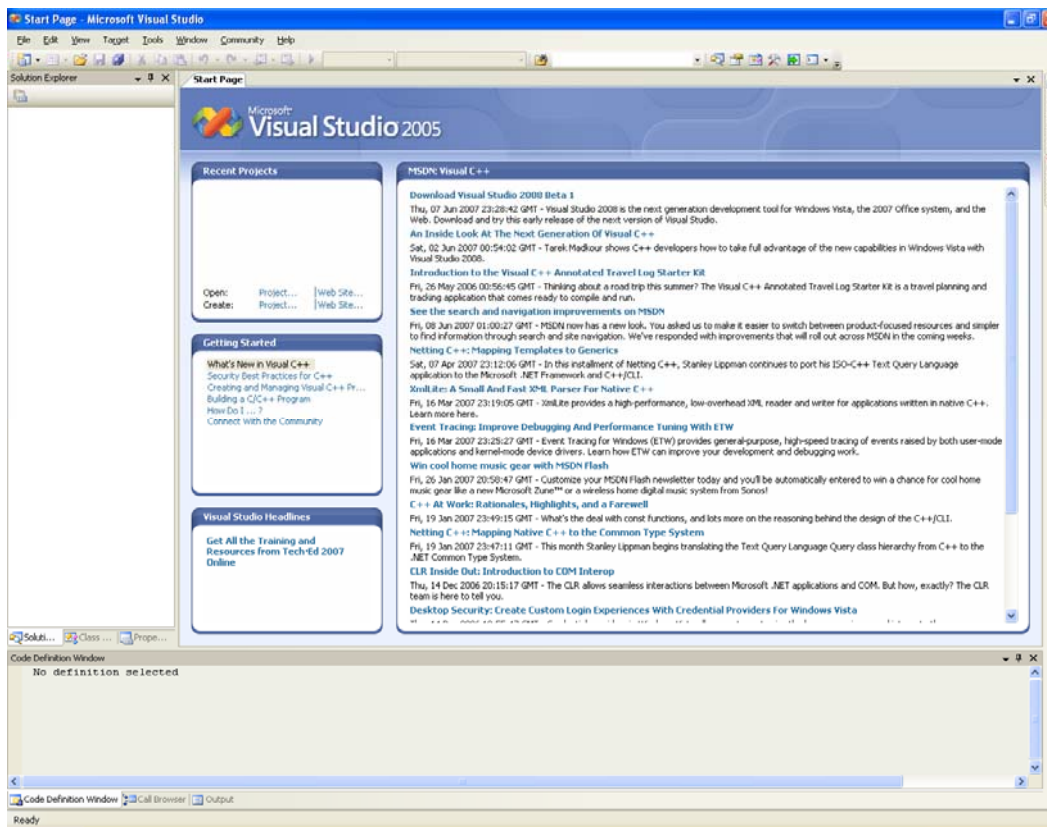 Start Page - Microsoft Visual Studio
File Edit View Target Tools Window Community Help
Solution Explorer
Start Page
Microsoft
Visual Studio 2005
Recent Projects
Open: Project... Web Site...
Create: Project... Web Site...
Getting Started
What's New in Visual C++
Security Best Practices for C++
Creating and Managing Visual C++ Pr...
Building a C/C++ Program
How Do I ... ?
Connect With the Community
Visual Studio Headlines
Get All the Training and
Resources from Tech·Ed 2007
Online
MSDN: Visual C++
Download Visual Studio 2008 Beta 1
Thu, 07 Jun 2007 23:28:42 GMT - Visual Studio 2008 is the next generation development tool for Windows Vista, the 2007 Office system, and the
Web. Download and try this early release of the next version of Visual Studio.
An Inside Look At The Next Generation Of Visual C++
Sat, 02 Jun 2007 00:54:02 GMT - Tarek Madkour shows C++ developers how to take full advantage of the new capabilities in Windows Vista with
Visual Studio 2008.
Introduction to the Visual C++ Annotated Travel Log Starter Kit
Fri, 26 May 2006 00:56:45 GMT - Thinking about a road trip this summer? The Visual C++ Annotated Travel Log Starter Kit is a travel planning and
tracking application that comes ready to compile and run.
See the search and navigation improvements on MSDN
Fri, 08 Jun 2007 01:00:27 GMT - MSDN now has a new look. You asked us to make it easier to switch between product-focused resources and simpler
to find information through search and site navigation. We've responded with improvements that will roll out across MSDN in the coming weeks.
Netting C++: Mapping Templates to Generics
Sat, 07 Apr 2007 23:12:06 GMT - In this installment of Netting C++, Stanley Lippman continues to port his ISO-C++ Text Query Language
application to the Microsoft .NET Framework and C++/CLI.
XmlLite: A Small And Fast XML Parser For Native C++
Fri, 16 Mar 2007 23:19:05 GMT - XmlLite provides a high-performance, low-overhead XML reader and writer for applications written in native C++.
Learn more here.
Event Tracing: Improve Debugging And Performance Tuning With ETW
Fri, 16 Mar 2007 23:25:27 GMT - Event Tracing for Windows (ETW) provides general-purpose, high-speed tracing of events raised by both user-mode
applications and kernel-mode device drivers. Learn how ETW can improve your development and debugging work.
Win cool home music gear with MSDN Flash
Fri, 26 Jan 2007 20:58:47 GMT - Customize your MSDN Flash newsletter today and you'll be automatically entered to win a chance for cool home
music gear like a new Microsoft Zune™ or a wireless home digital music system from Sonos!
C++ At Work: Rationales, Highlights, and a Farewell
Fri, 19 Jan 2007 23:49:15 GMT - What's the deal with const functions, and lots more on the reasoning behind the design of the C++/CLI.
Netting C++: Mapping Native C++ to the Common Type System
Fri, 19 Jan 2007 23:47:11 GMT - This month Stanley Lippman begins translating the Text Query Language Query class hierarchy from C++ to the
.NET Common Type System.
CLR Inside Out: Introduction to COM Interop
Thu, 14 Dec 2006 20:15:17 GMT - The CLR allows seamless interactions between Microsoft .NET applications and COM. But how, exactly? The CLR
team is here to tell you.
Desktop Security: Create Custom Login Experiences With Credential Providers For Windows Vista
Soluti... Class ... Prope...
Code Definition Window
No definition selected
Code Definition Window Call Browser Output
Ready